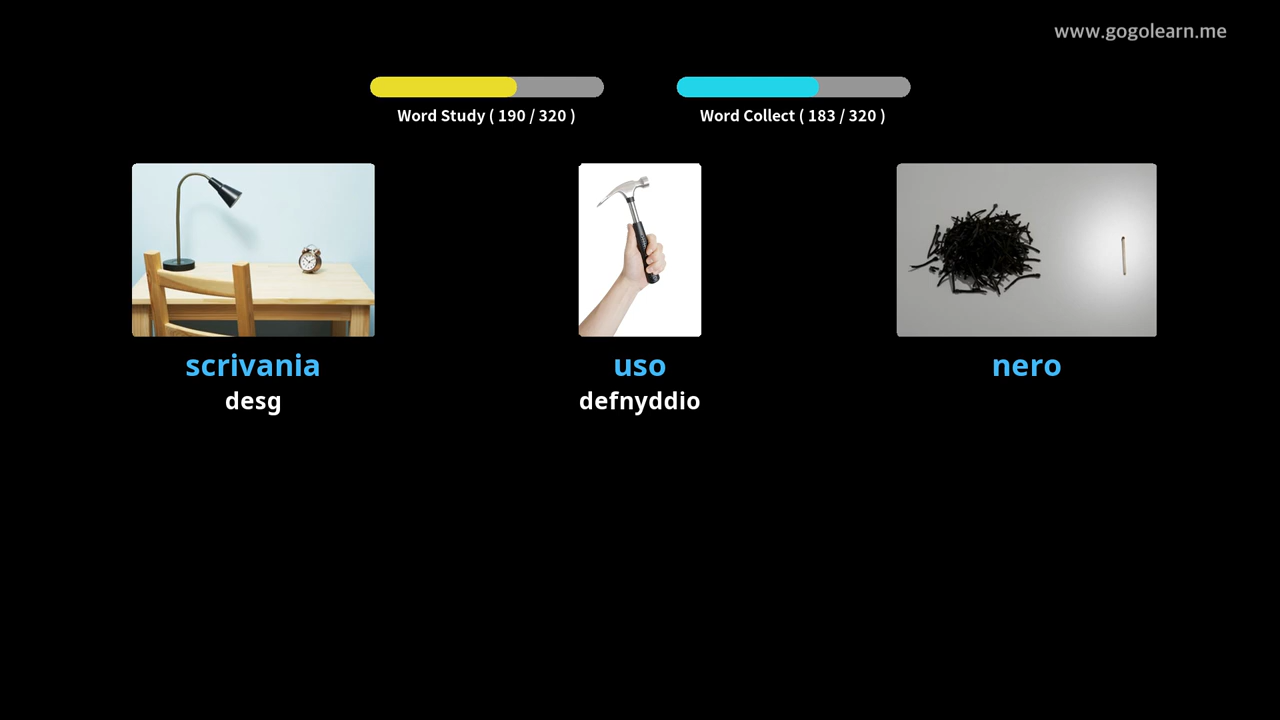 www.gogolearn.me
Word Study ( 190 / 320 )
Word Collect ( 183 / 320 )
scrivania
uso
nero
desg
defnyddio